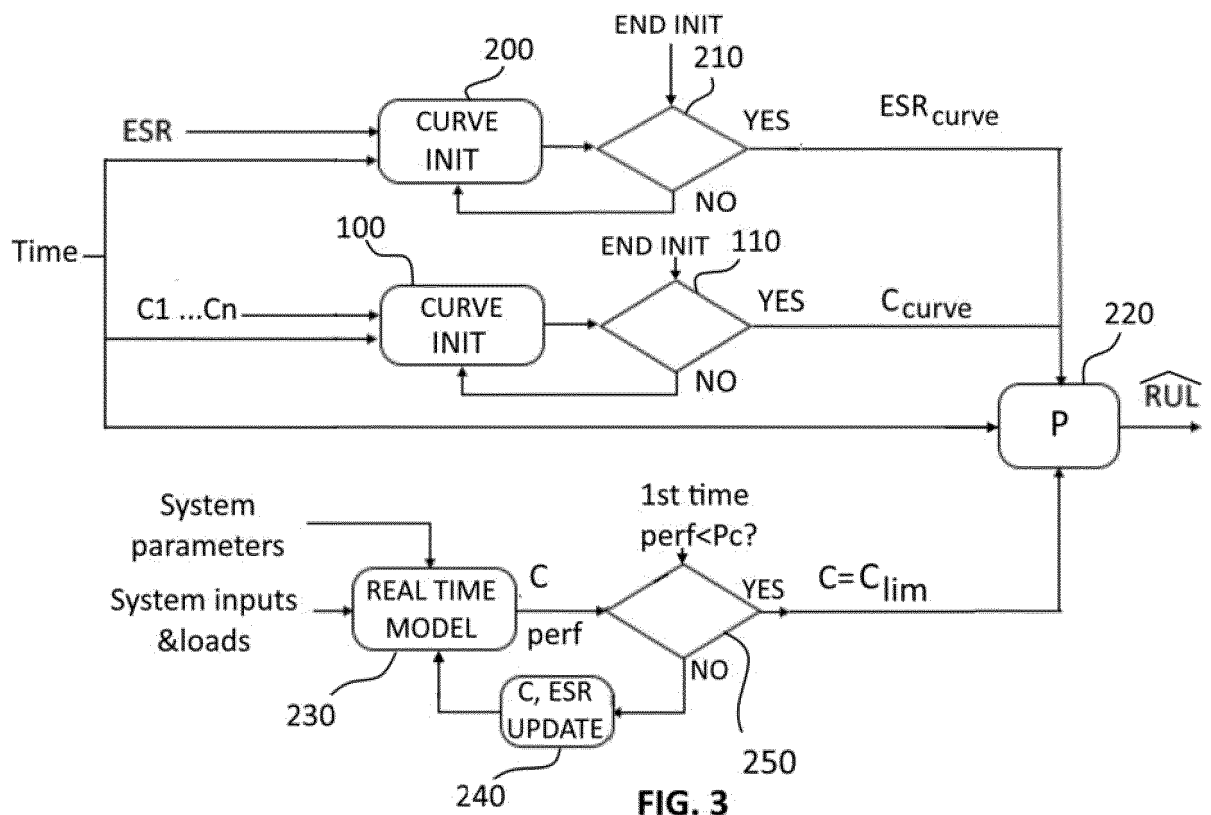 END INIT
200
210
ESR
CURVE
INIT
YES
ESRcurve
NO
Time
100
END INIT
110
C1 ...Cn
CURVE
INIT
YES
Ccurve
NO
220
P
RUL
System
parameters
1st time
perf<Pc?
System inputs
&loads
REAL TIME
MODEL
C
perf
YES
C=Clim
NO
230
C, ESR
UPDATE
240
250
FIG. 3